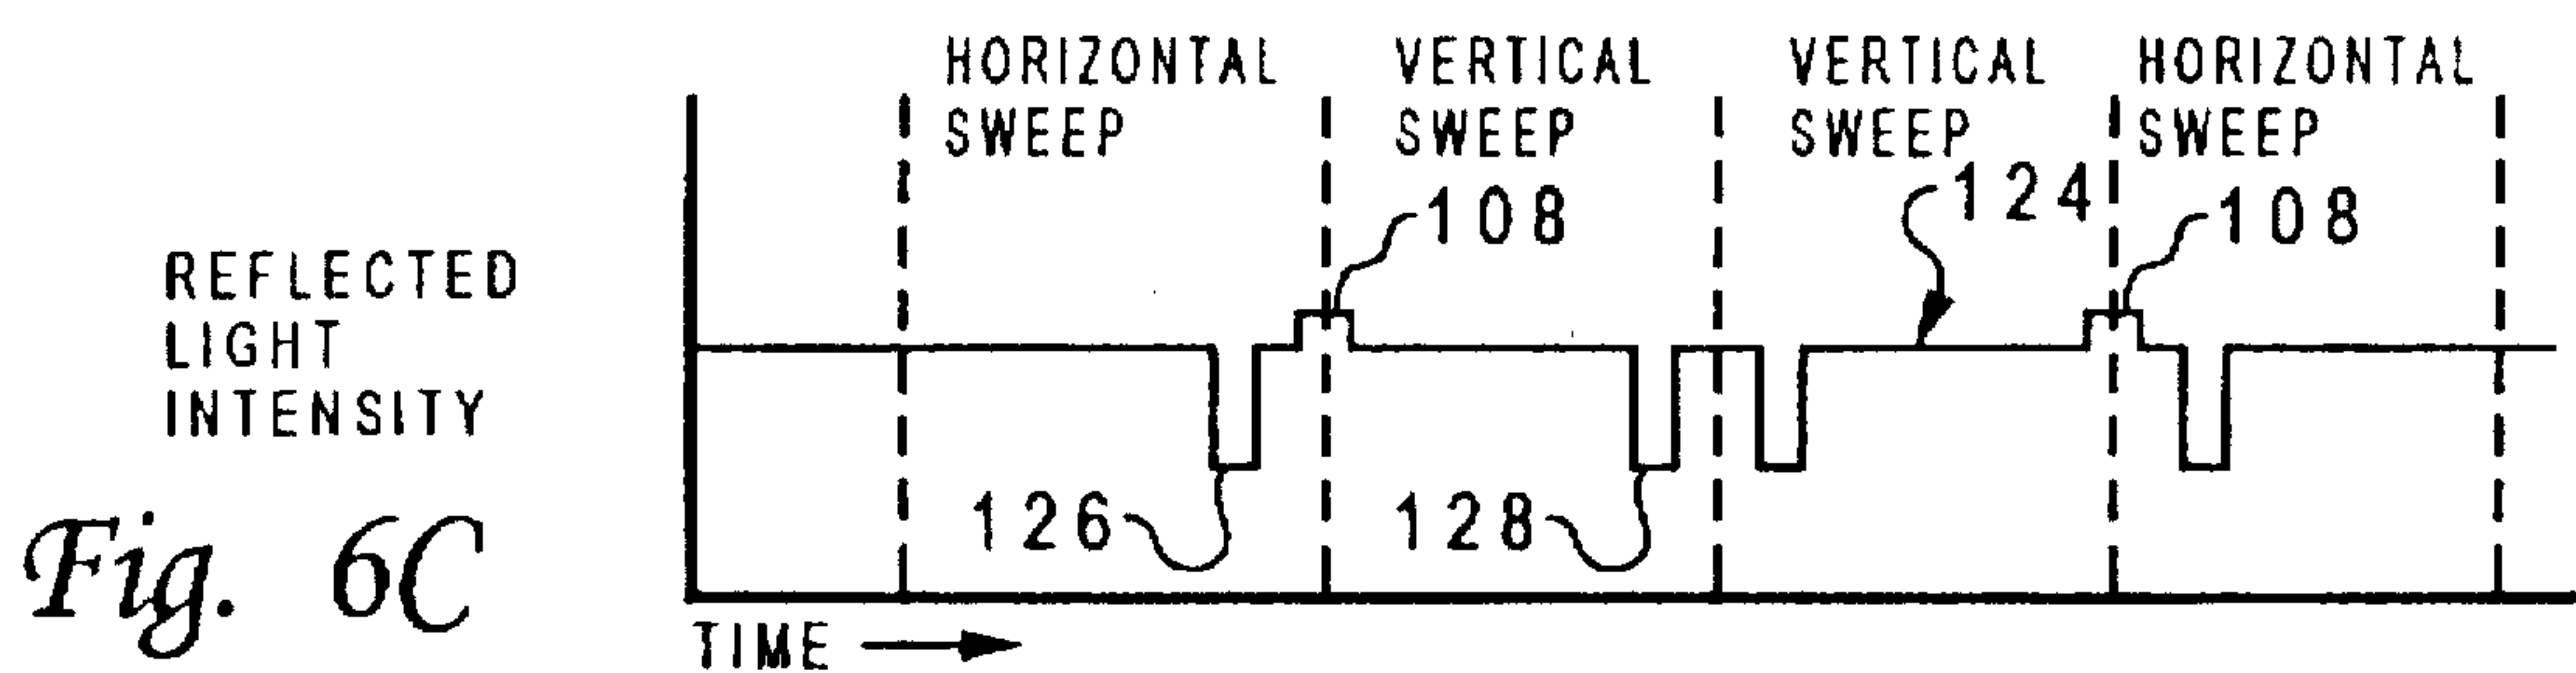 HORIZONTAL SWEEP
VERTICAL SWEEP
VERTICAL SWEEP
HORIZONTAL SWEEP
108
124
108
REFLECTED
LIGHT
INTENSITY
126
128
Fig. 6C
TIME